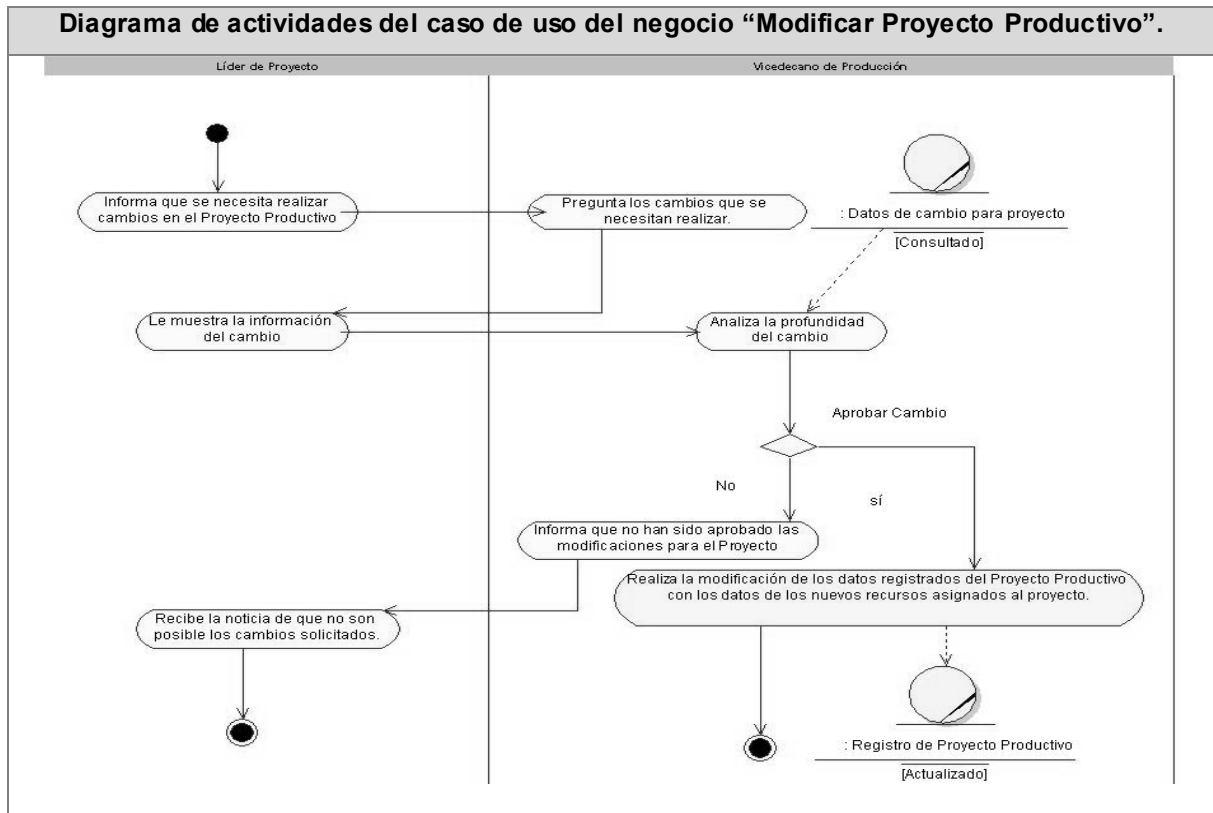 Diagrama de actividades del caso de uso del negocio “Modificar Proyecto Productivo”.
Líder de Proyecto
Vicedecano de Producción
Informa que se necesita realizar
cambios en el Proyecto Productivo
Pregunta los cambios que se
necesitan realizar.
: Datos de cambio para proyecto
[Consultado]
Le muestra la información
del cambio
Analiza la profundidad
del cambio
Aprobar Cambio
No
sí
Informa que no han sido aprobado las
modificaciones para el Proyecto
Realiza la modificación de los datos registrados del Proyecto Productivo
con los datos de los nuevos recursos asignados al proyecto.
Recibe la noticia de que no son
posible los cambios solicitados.
: Registro de Proyecto Productivo
[Actualizado]